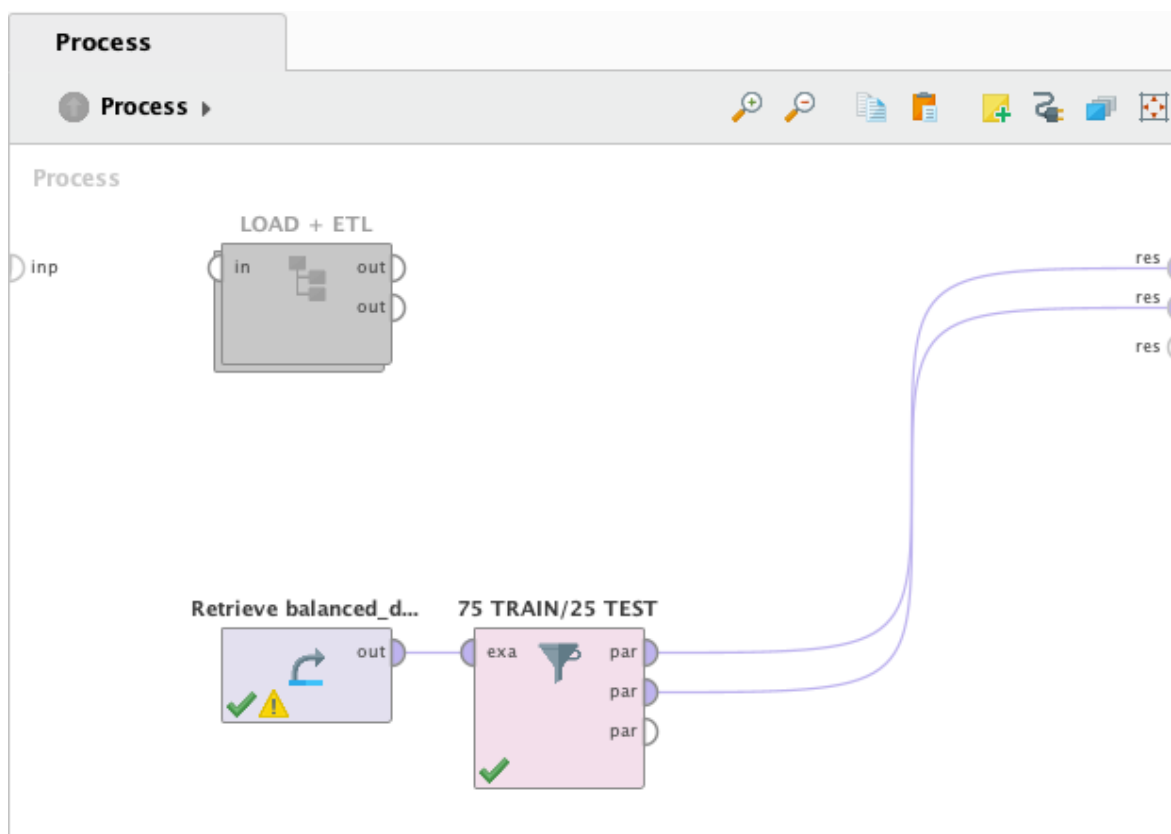 Process
Process
Process
LOAD + ETL
inp
in
out
out
res
res
res
Retrieve balanced_d...
75 TRAIN/25 TEST
out
exa
par
par
par